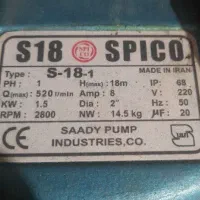 S18 SPICO
Type: S-18-1 MADE IN IRAN
PH: 1 H(max): 18m IP: 68
Q(max): 520 l/min Amp: 8 V: 220
KW: 1.5 Dia: 2" Hz: 50
RPM: 2800 NW: 14.5 kg µF: 20
SAADY PUMP
INDUSTRIES,CO.